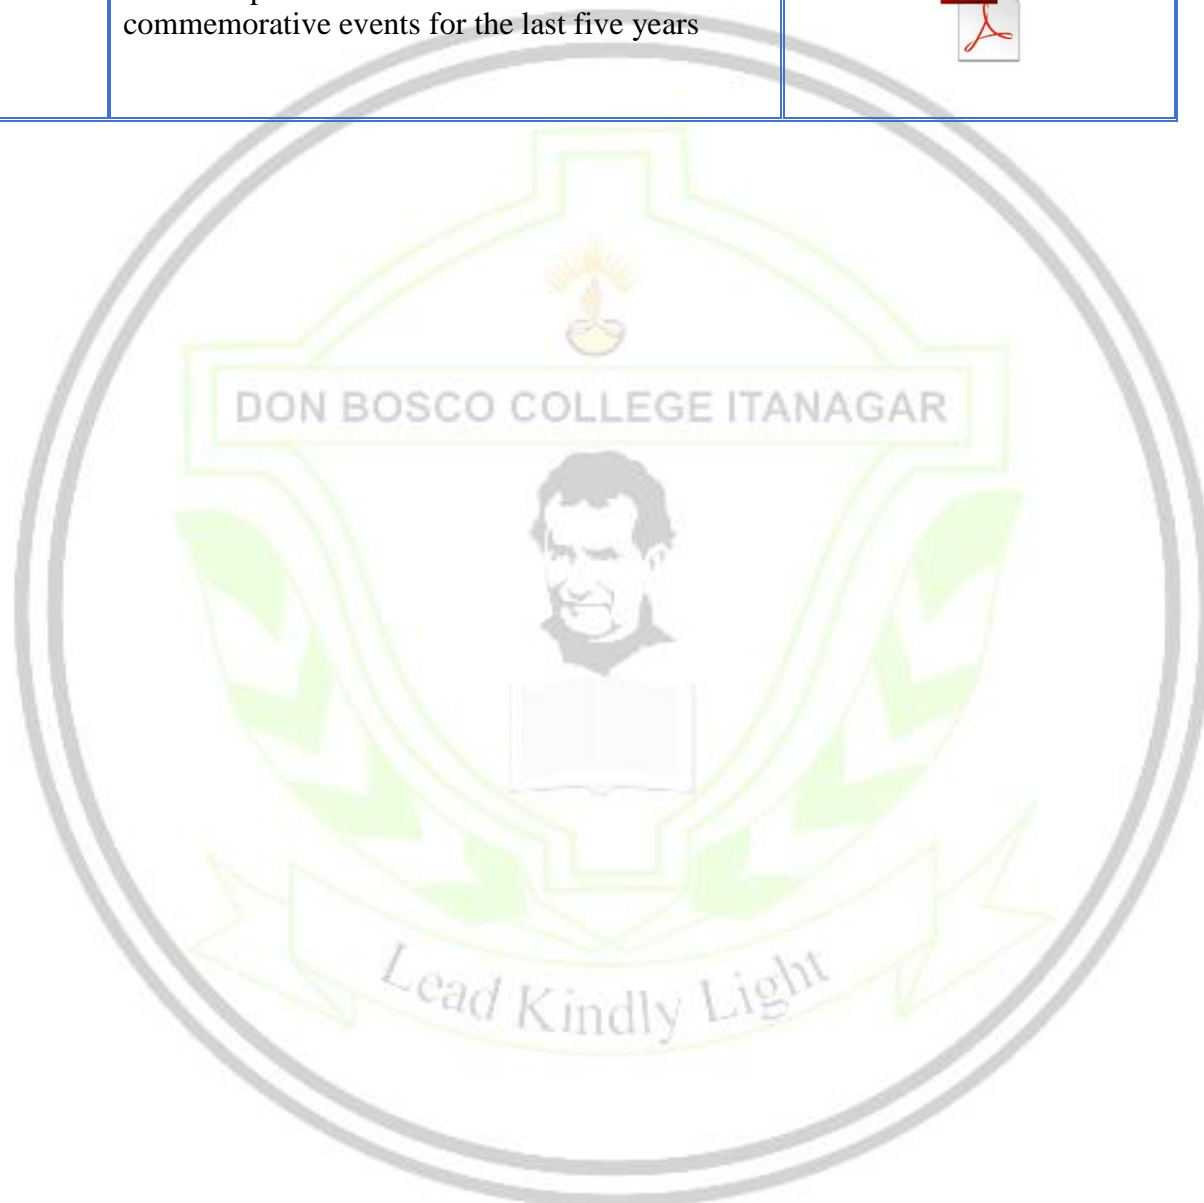 commemorative events for the last five years
DON BOSCO COLLEGE ITANAGAR
Lead Kindly Light